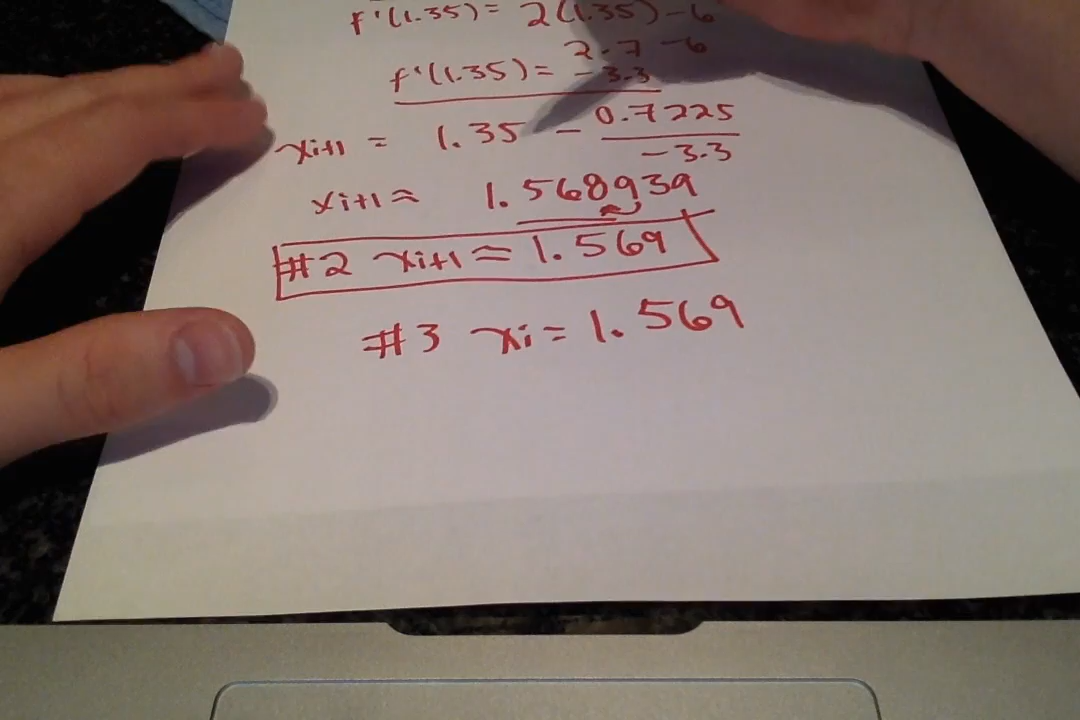 f'(1.35) = 2(1.35) - 6
2.7 - 6
f'(1.35) = -3.3
xi+1 = 1.35 - 0.7225
-3.3
xi+1 ≈ 1.568939
#2 xi+1 ≈ 1.569
#3 xi = 1.569